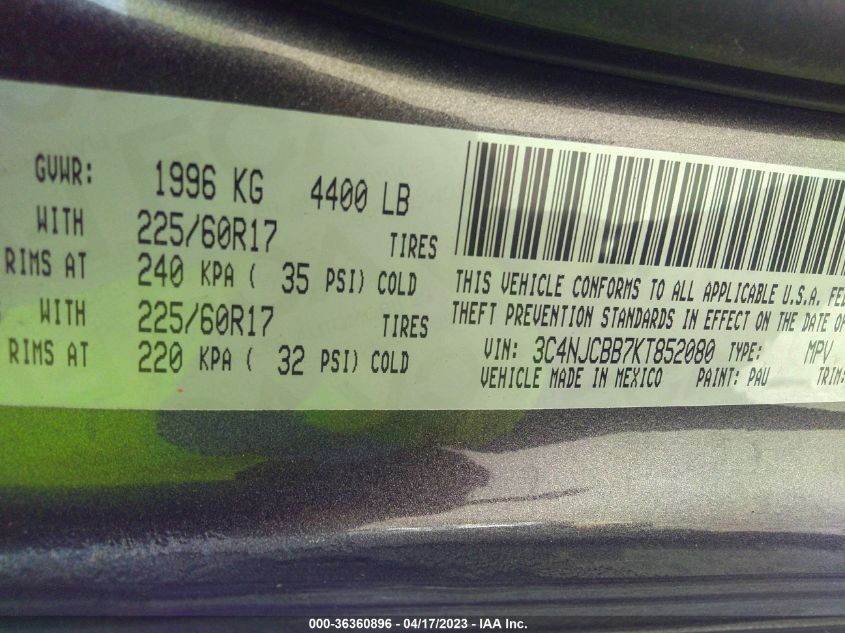 GVWR: 1996 KG 4400 LB
WITH 225/60R17 TIRES
RIMS AT 240 KPA ( 35 PSI) COLD
WITH 225/60R17 TIRES
RIMS AT 220 KPA ( 32 PSI) COLD
THIS VEHICLE CONFORMS TO ALL APPLICABLE U.S.A. FED
THEFT PREVENTION STANDARDS IN EFFECT ON THE DATE OF
VIN: 3C4NJCBB7KT852080 TYPE: MPV
VEHICLE MADE IN MEXICO PAINT: PAU TRIM:
000-36360896 - 04/17/2023 - IAA Inc.